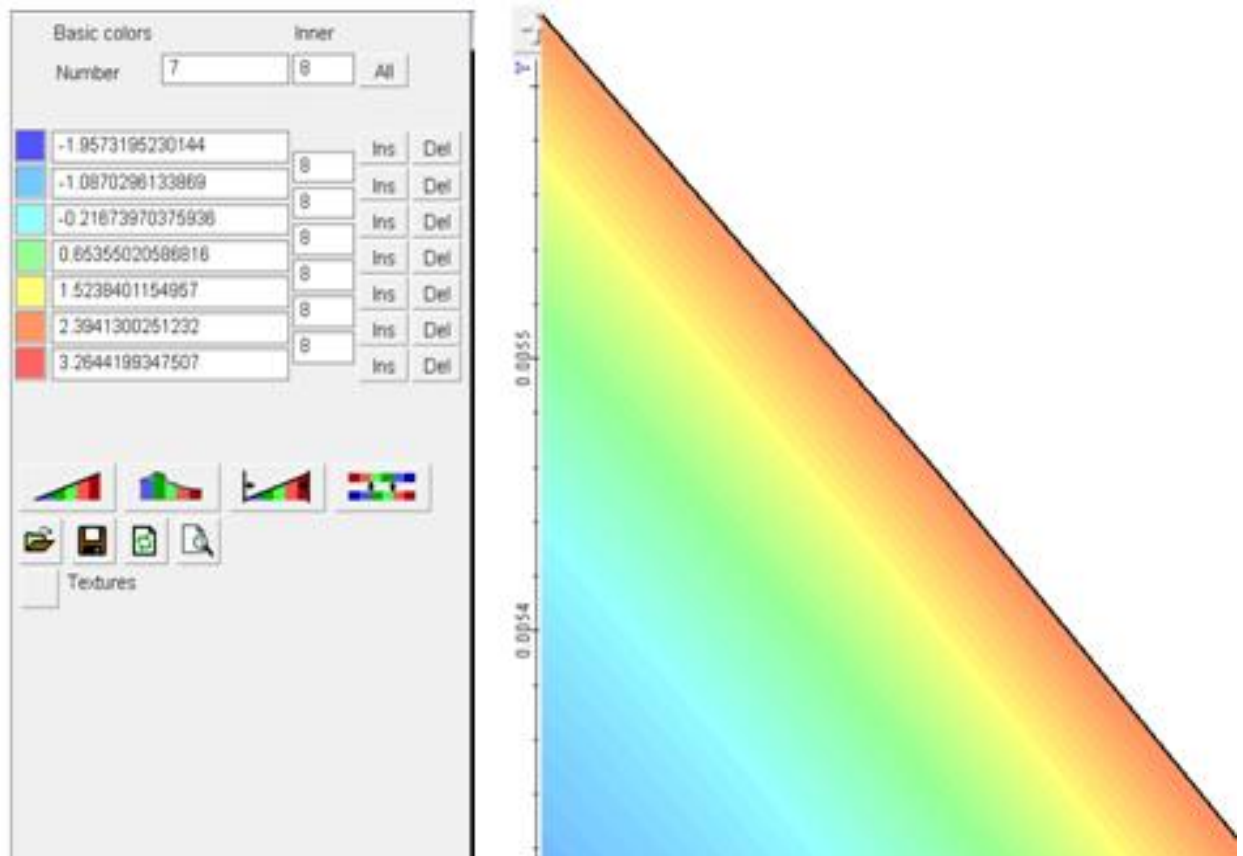 Basic colors Inner
Number 7 8 All
-1.9573195230144 Ins Del
8
-1.0870296133869 Ins Del
8
-0.21673970375936 Ins Del
8
0.65355020586816 Ins Del
8
1.5238401154957 Ins Del
8
2.3941300251232 Ins Del
8
3.2644199347507 Ins Del
Textures
Y
0.0055
0.0054